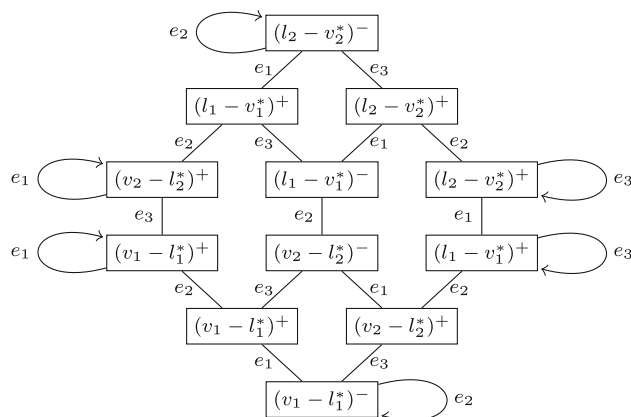 e₂ (l₂ − v₂*)⁻
e₁ e₃
(l₁ − v₁*)⁺ (l₂ − v₂*)⁺
e₂ e₃ e₁ e₂
e₁ (v₂ − l₂*)⁺ (l₁ − v₁*)⁻ (l₂ − v₂*)⁺ e₃
e₃ e₂ e₁
e₁ (v₁ − l₁*)⁺ (v₂ − l₂*)⁻ (l₁ − v₁*)⁺ e₃
e₂ e₃ e₁ e₂
(v₁ − l₁*)⁺ (v₂ − l₂*)⁺
e₁ e₃
(v₁ − l₁*)⁻ e₂